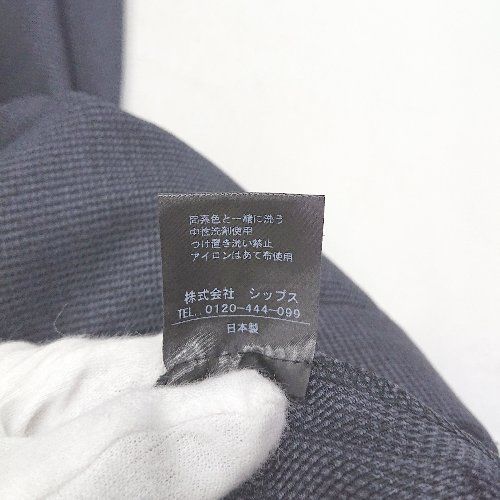 同系色と一緒に洗う
中性洗剤使用
つけ置き洗い禁止
アイロンはあて布使用
株式会社 シップス
TEL. 0120-444-099
日本製